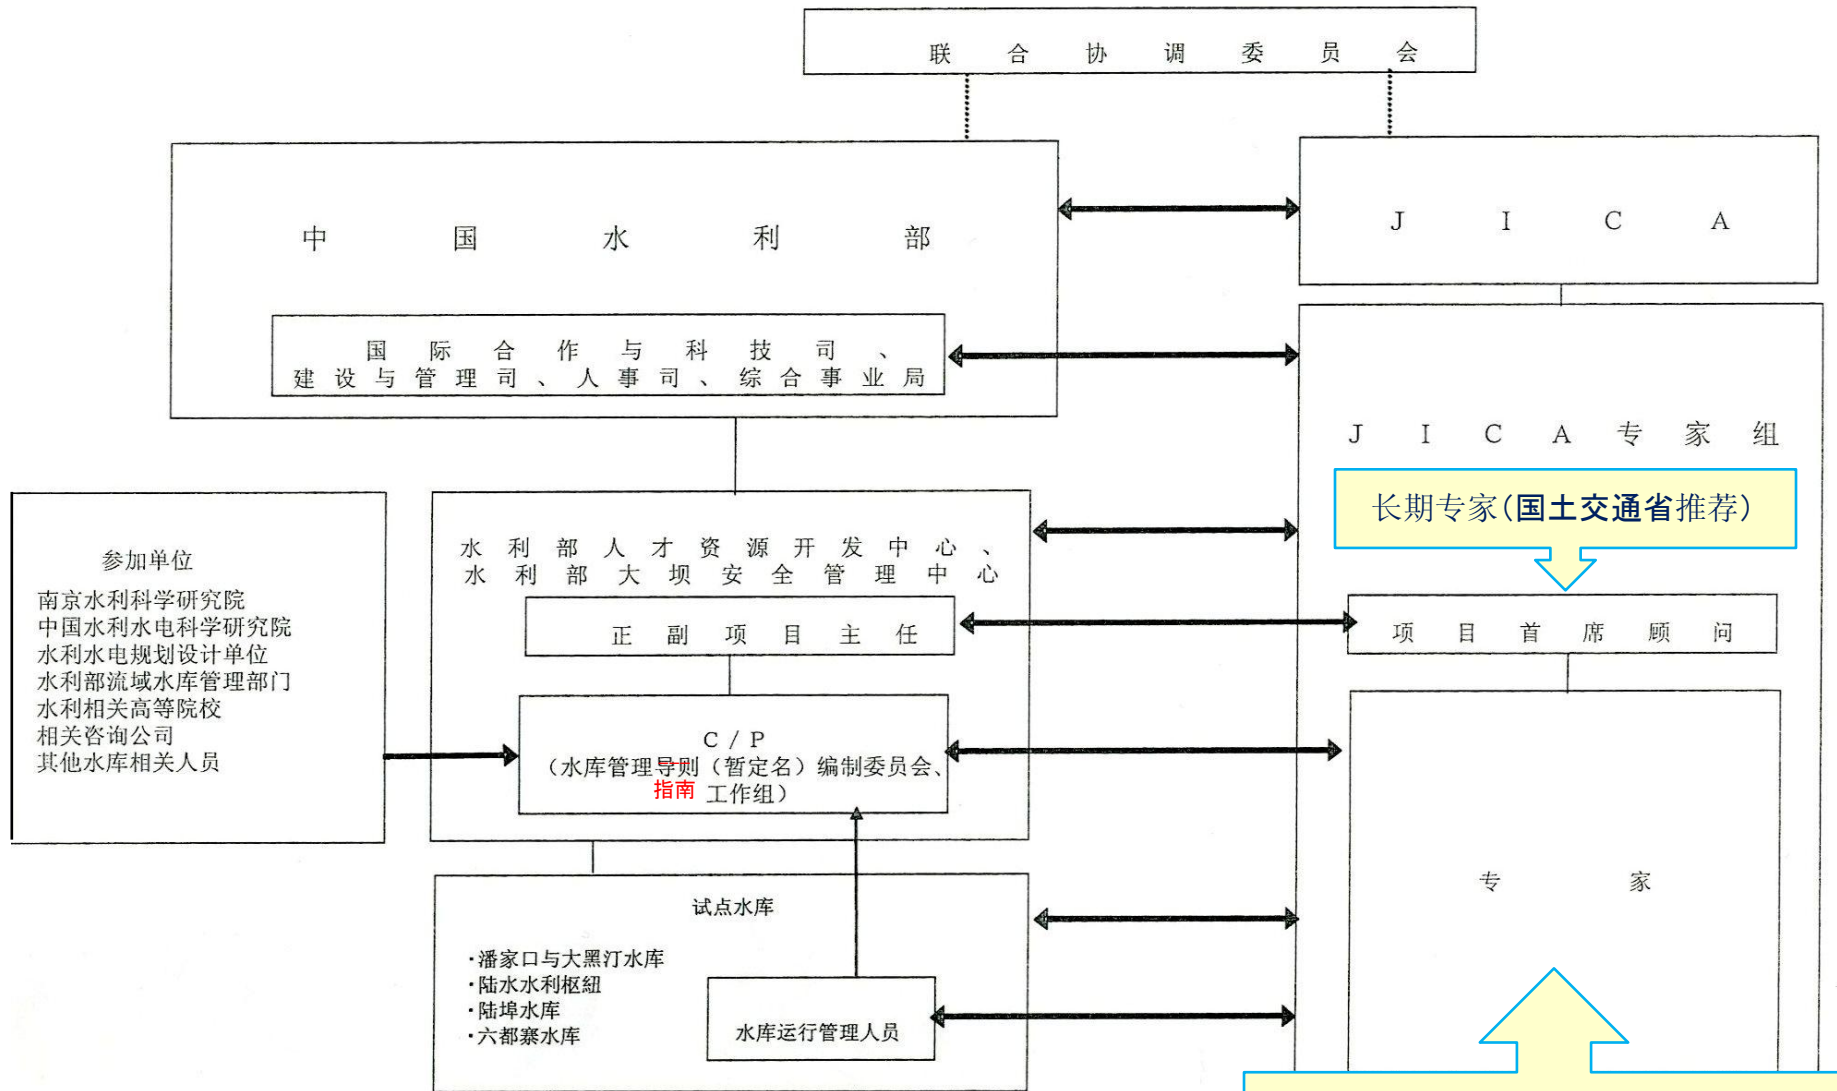 联合协调委员会
中国水利部
国际合作与科技司、
建设与管理司、人事司、综合事业局
JICA
JICA专家组
长期专家(国土交通省推荐)
项目首席顾问
专家
参加单位
南京水利科学研究院
中国水利水电科学研究院
水利水电规划设计单位
水利部流域水库管理部门
水利相关高等院校
相关咨询公司
其他水库相关人员
水利部人才资源开发中心、
水利部大坝安全管理中心
正副项目主任
C/P
（水库管理导则（暂定名）编制委员会、
指南 工作组）
试点水库
·潘家口与大黑汀水库
·陆水水利枢紐
·陆埠水库
·六都寨水库
水库运行管理人员